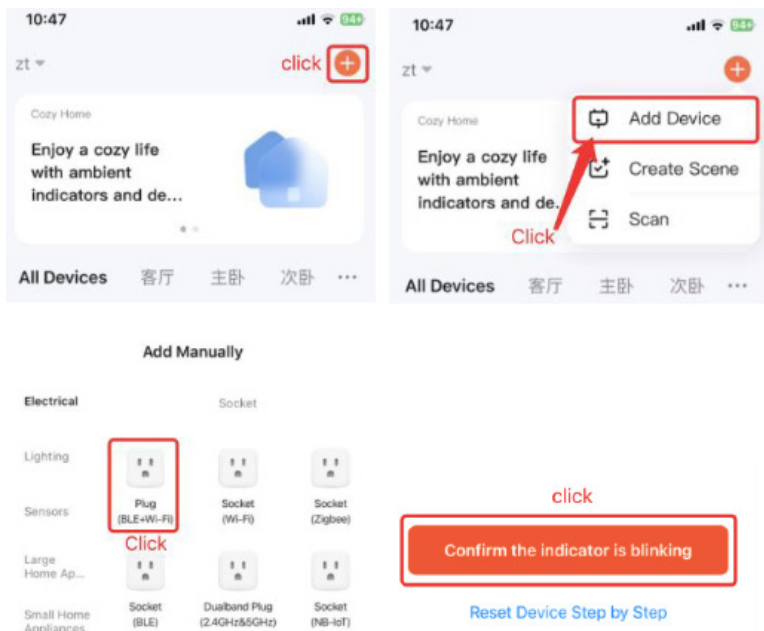 10:47
94+
zt
click
Cozy Home
Enjoy a cozy life
with ambient
indicators and de...
All Devices 客厅 主卧 次卧 ...
10:47
94+
zt
Add Device
Create Scene
Scan
Cozy Home
Enjoy a cozy life
with ambient
indicators and de.
Click
All Devices 客厅 主卧 次卧 ...
Add Manually
Electrical
Socket
Lighting
Sensors
Large
Home Ap...
Small Home
Appliances
Plug
(BLE+Wi-Fi)
Click
Socket
(Wi-Fi)
Socket
(Zigbee)
Socket
(BLE)
Dualband Plug
(2.4GHz&5GHz)
Socket
(NB-IoT)
click
Confirm the indicator is blinking
Reset Device Step by Step